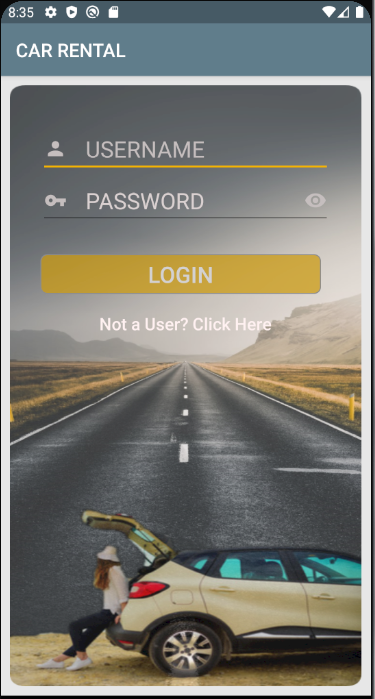 8:35
CAR RENTAL
USERNAME
PASSWORD
LOGIN
Not a User? Click Here